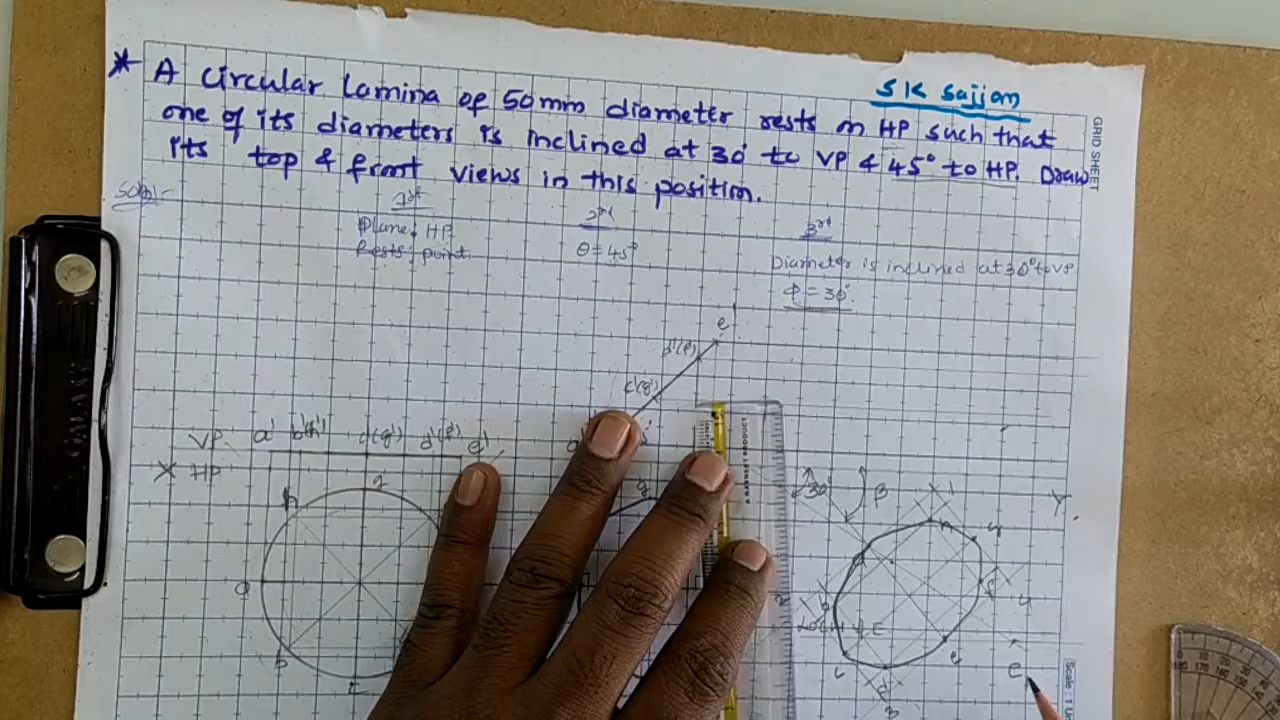 * A Circular Lamina of 50mm diameter rests on HP such that
one of its diameters is inclined at 30° to VP & 45° to HP. Draw
its top & front views in this position.
SK Sajjan
GRID SHEET
Soln:-
1st
Plane: HP
Rests: point
2nd
θ=45°
3rd
Diameter is inclined at 30° to VP
φ=30°
e'
d'(f')
c'(g')
VP
a' b'(h') c'(g') d'(f') e'
X HP
Y
30° β
g
h
a
b
c
g
1
e
d
e